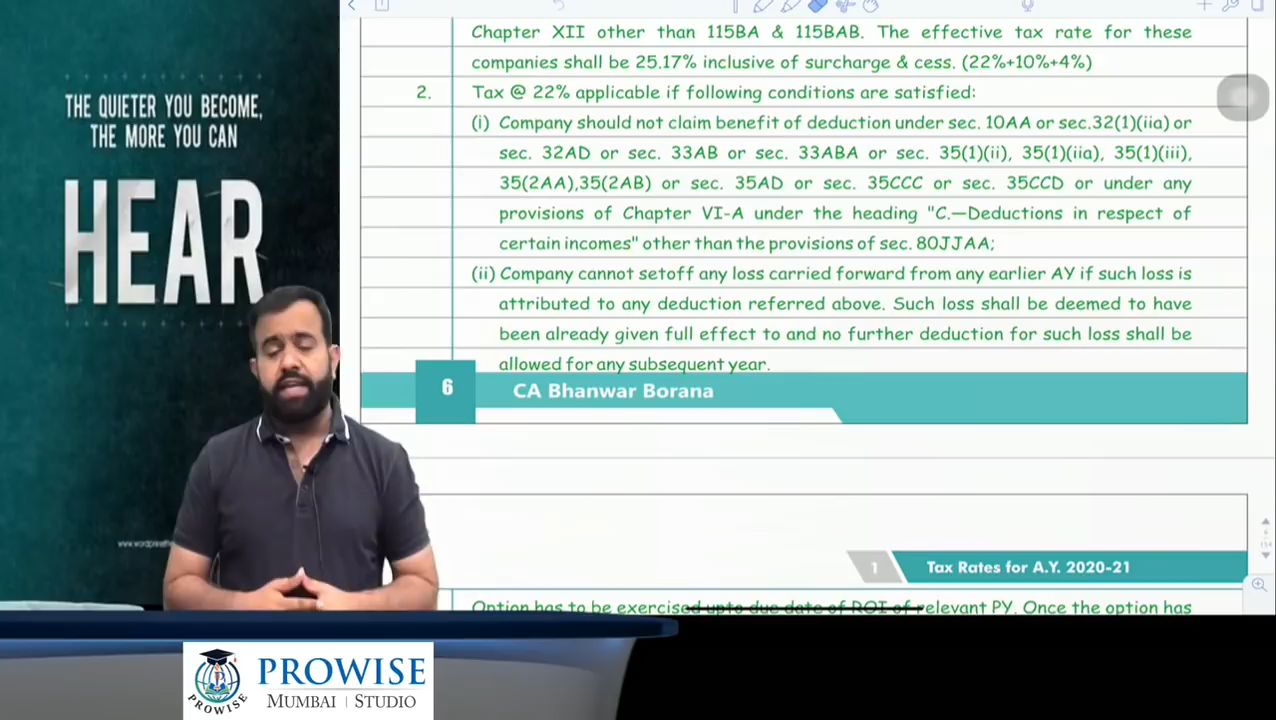 THE QUIETER YOU BECOME,
THE MORE YOU CAN
HEAR
Chapter XII other than 115BA & 115BAB. The effective tax rate for these
companies shall be 25.17% inclusive of surcharge & cess. (22%+10%+4%)
2. Tax @ 22% applicable if following conditions are satisfied:
(i) Company should not claim benefit of deduction under sec. 10AA or sec.32(1)(iia) or
sec. 32AD or sec. 33AB or sec. 33ABA or sec. 35(1)(ii), 35(1)(iia), 35(1)(iii),
35(2AA),35(2AB) or sec. 35AD or sec. 35CCC or sec. 35CCD or under any
provisions of Chapter VI-A under the heading "C.—Deductions in respect of
certain incomes" other than the provisions of sec. 80JJAA;
(ii) Company cannot setoff any loss carried forward from any earlier AY if such loss is
attributed to any deduction referred above. Such loss shall be deemed to have
been already given full effect to and no further deduction for such loss shall be
allowed for any subsequent year.
6 CA Bhanwar Borana
1 Tax Rates for A.Y. 2020-21
Option has to be exercised upto due date of ROI of relevant PY. Once the option has
PROWISE
PROWISE
MUMBAI | STUDIO